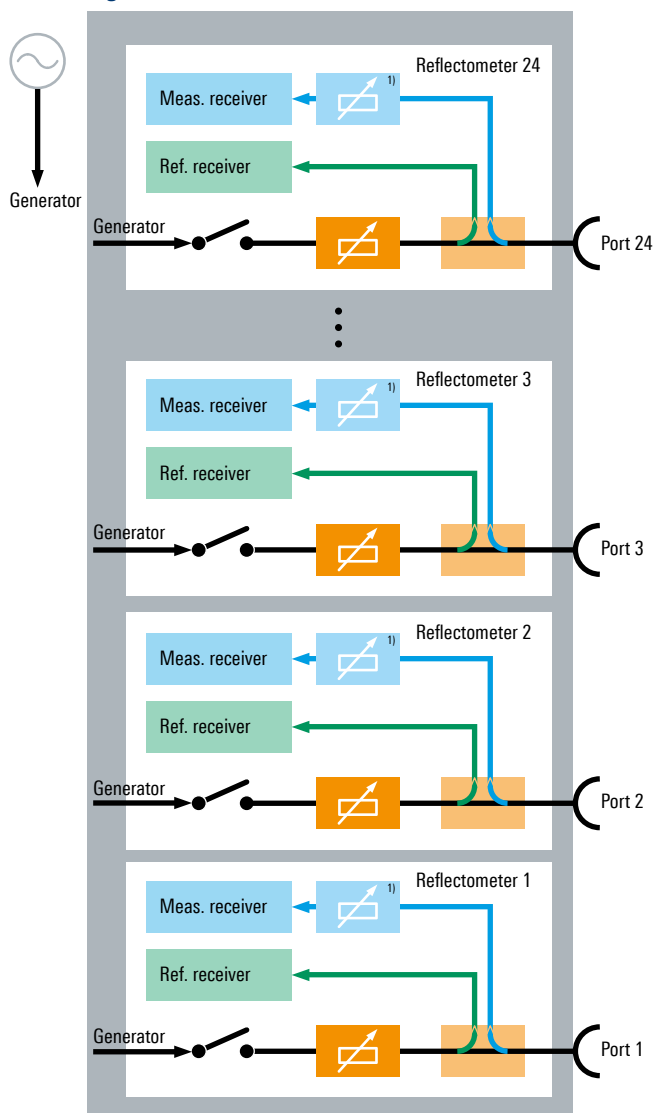 Reflectometer 24
Meas. receiver
1)
Ref. receiver
Generator
Generator
Port 24
Reflectometer 3
Meas. receiver
1)
Ref. receiver
Generator
Port 3
Reflectometer 2
Meas. receiver
1)
Ref. receiver
Generator
Port 2
Reflectometer 1
Meas. receiver
1)
Ref. receiver
Generator
Port 1